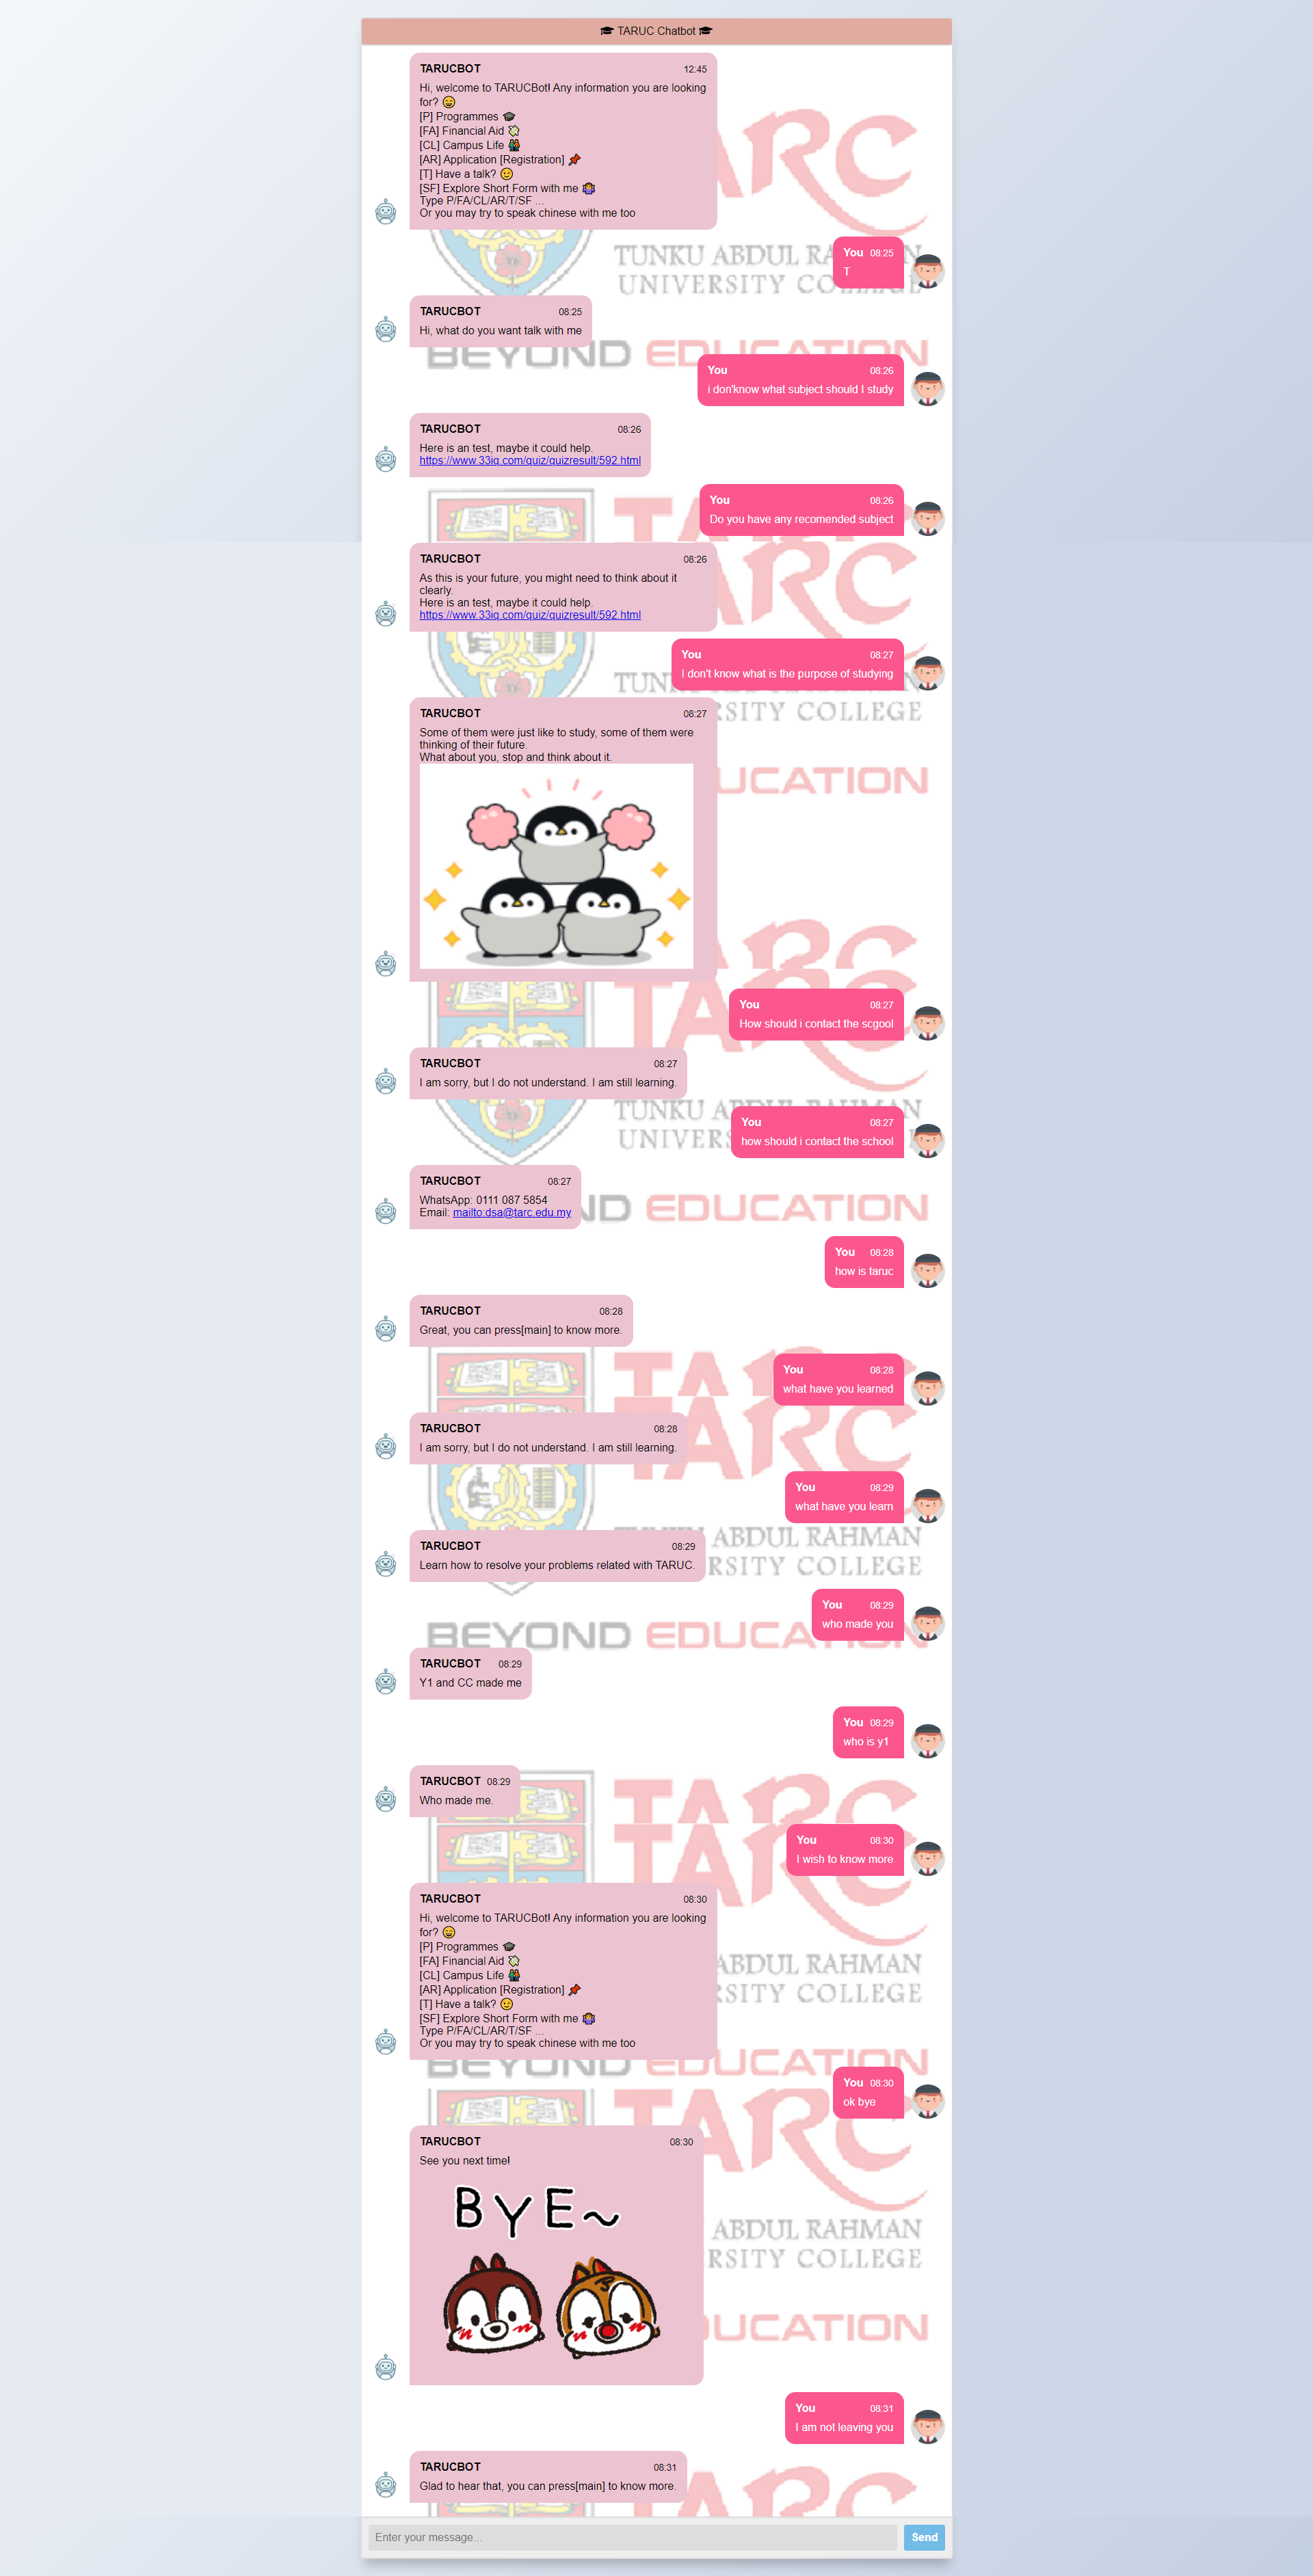 🎓 TARUC Chatbot 🎓
TARUCBOT 12:45
Hi, welcome to TARUCBot! Any information you are looking
for? 😄
[P] Programmes 🎓
[FA] Financial Aid 💸
[CL] Campus Life 👫
[AR] Application [Registration] 📌
[T] Have a talk? 😉
[SF] Explore Short Form with me 🤷
Type P/FA/CL/AR/T/SF ...
Or you may try to speak chinese with me too
TARC
TUNKU ABDUL RAHMAN
UNIVERSITY COLLEGE
You 08:25
T
TARUCBOT 08:25
Hi, what do you want talk with me
BEYOND EDUCATION
You 08:26
i don'know what subject should I study
TARUCBOT 08:26
Here is an test, maybe it could help.
https://www.33iq.com/quiz/quizresult/592.html
You 08:26
Do you have any recomended subject
TARUCBOT 08:26
As this is your future, you might need to think about it
clearly.
Here is an test, maybe it could help.
https://www.33iq.com/quiz/quizresult/592.html
You 08:27
I don't know what is the purpose of studying
TARUCBOT 08:27
Some of them were just like to study, some of them were
thinking of their future.
What about you, stop and think about it.
You 08:27
How should i contact the scgool
TARUCBOT 08:27
I am sorry, but I do not understand. I am still learning.
You 08:27
how should i contact the school
TARUCBOT 08:27
WhatsApp: 0111 087 5854
Email: mailto:dsa@tarc.edu.my
You 08:28
how is taruc
TARUCBOT 08:28
Great, you can press[main] to know more.
You 08:28
what have you learned
TARUCBOT 08:28
I am sorry, but I do not understand. I am still learning.
You 08:29
what have you learn
TARUCBOT 08:29
Learn how to resolve your problems related with TARUC.
You 08:29
who made you
BEYOND EDUCATION
TARUCBOT 08:29
Y1 and CC made me
You 08:29
who is y1
TARUCBOT 08:29
Who made me.
You 08:30
I wish to know more
TARUCBOT 08:30
Hi, welcome to TARUCBot! Any information you are looking
for? 😄
[P] Programmes 🎓
[FA] Financial Aid 💸
[CL] Campus Life 👫
[AR] Application [Registration] 📌
[T] Have a talk? 😉
[SF] Explore Short Form with me 🤷
Type P/FA/CL/AR/T/SF ...
Or you may try to speak chinese with me too
BEYOND EDUCATION
You 08:30
ok bye
TARUCBOT 08:30
See you next time!
BYE~
You 08:31
I am not leaving you
TARUCBOT 08:31
Glad to hear that, you can press[main] to know more.
Enter your message...
Send